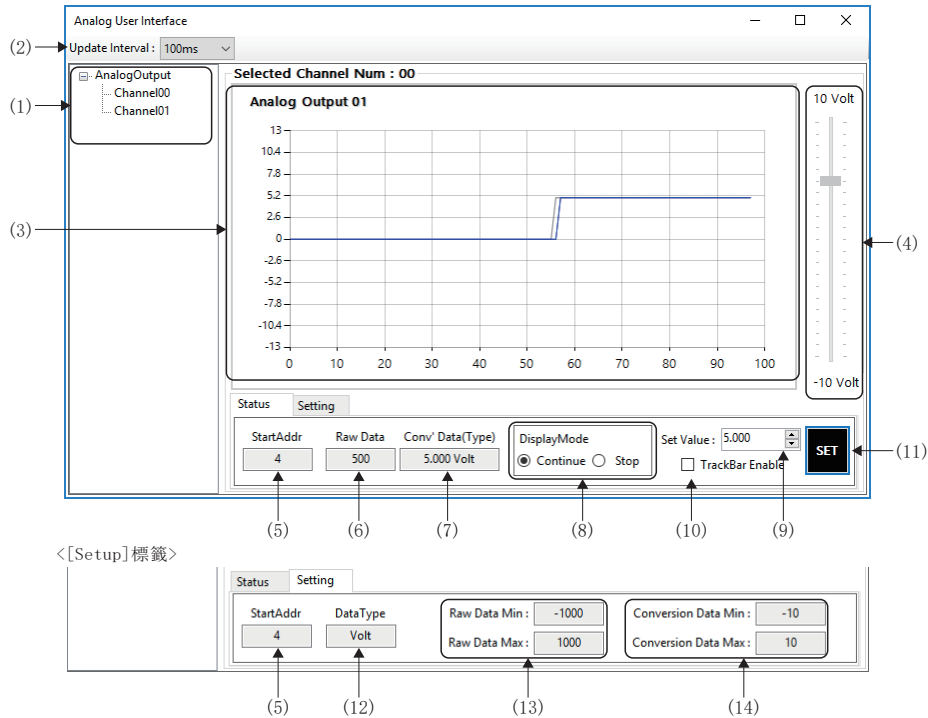 Analog User Interface
(2)
Update Interval : 100ms
(1)
AnalogOutput
Channel00
Channel01
Selected Channel Num : 00
Analog Output 01
10 Volt
13
10.4
7.8
5.2
2.6
0
-2.6
-5.2
-7.8
-10.4
-13
0 10 20 30 40 50 60 70 80 90 100
(3)
(4)
-10 Volt
Status Setting
StartAddr Raw Data Conv' Data(Type) DisplayMode Set Value : 5.000
4 500 5.000 Volt Continue Stop TrackBar Enable SET (11)
(5) (6) (7) (8) (10) (9)
<[Setup]標籤>
Status Setting
StartAddr DataType Raw Data Min : -1000 Conversion Data Min : -10
4 Volt Raw Data Max : 1000 Conversion Data Max : 10
(5) (12) (13) (14)